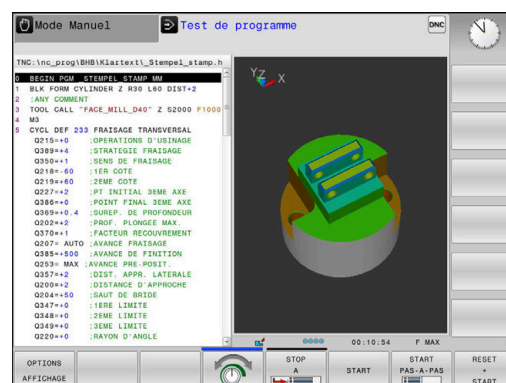 Mode Manuel
Test de programme
DNC
TNC:\nc_prog\BHB\Klartext\_Stempel_stamp.h
0 BEGIN PGM _STEMPEL_STAMP MM
1 BLK FORM CYLINDER Z R30 L60 DIST+2
2 ;ANY COMMENT
3 TOOL CALL "FACE_MILL_D40" Z S2000 F1000
4 M3
5 CYCL DEF 233 FRAISAGE TRANSVERSAL
Q215=+0 ;OPERATIONS D'USINAGE
Q389=+4 ;STRATEGIE FRAISAGE
Q350=+1 ;SENS DE FRAISAGE
Q218=-60 ;1ER COTE
Q219=+60 ;2EME COTE
Q227=+2 ;PT INITIAL 3EME AXE
Q386=+0 ;POINT FINAL 3EME AXE
Q369=+0.4 ;SUREP. DE PROFONDEUR
Q202=+2 ;PROF. PLONGEE MAX.
Q370=+1 ;FACTEUR RECOUVREMENT
Q207= AUTO ;AVANCE FRAISAGE
Q385=+500 ;AVANCE DE FINITION
Q253= MAX ;AVANCE PRE-POSIT.
Q357=+2 ;DIST. APPR. LATERALE
Q200=+2 ;DISTANCE D'APPROCHE
Q204=+50 ;SAUT DE BRIDE
Q347=+0 ;1ERE LIMITE
Q348=+0 ;2EME LIMITE
Q349=+0 ;3EME LIMITE
Q220=+0 ;RAYON D'ANGLE
Y Z X
00:10:54 F MAX
OPTIONS
AFFICHAGE
STOP
A
START
START
PAS-A-PAS
RESET
+
START